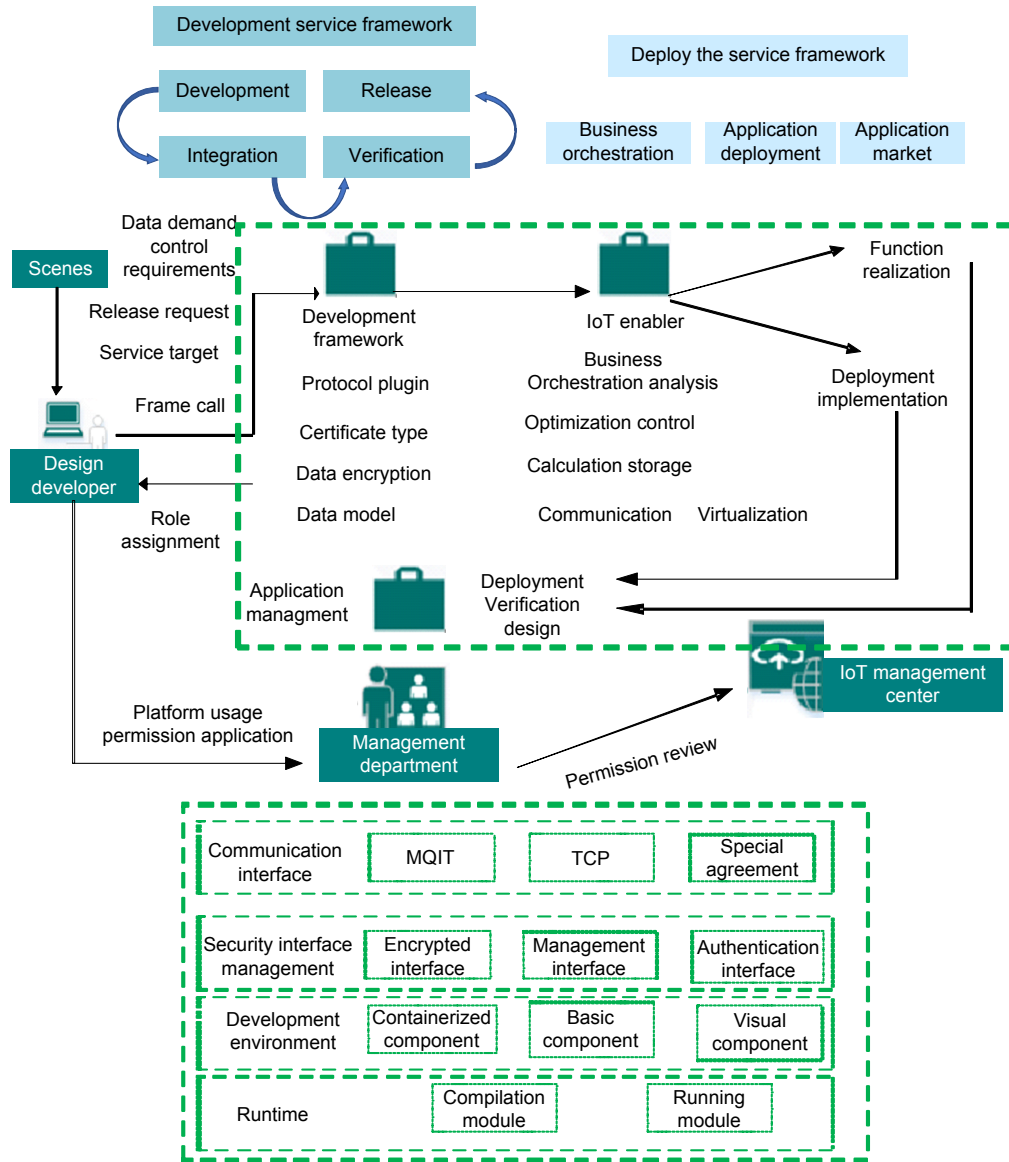 Development service framework
Deploy the service framework
Development
Release
Integration
Verification
Business
orchestration
Application
deployment
Application
market
Data demand
control
requirements
Scenes
Release request
Service target
Frame call
Design
developer
Role
assignment
Development
framework
Protocol plugin
Certificate type
Data encryption
Data model
IoT enabler
Business
Orchestration analysis
Optimization control
Calculation storage
Communication
Virtualization
Function
realization
Deployment
implementation
Application
managment
Deployment
Verification
design
IoT management
center
Platform usage
permission application
Management
department
Permission review
Communication
interface
MQIT
TCP
Special
agreement
Security interface
management
Encrypted
interface
Management
interface
Authentication
interface
Development
environment
Containerized
component
Basic
component
Visual
component
Runtime
Compilation
module
Running
module